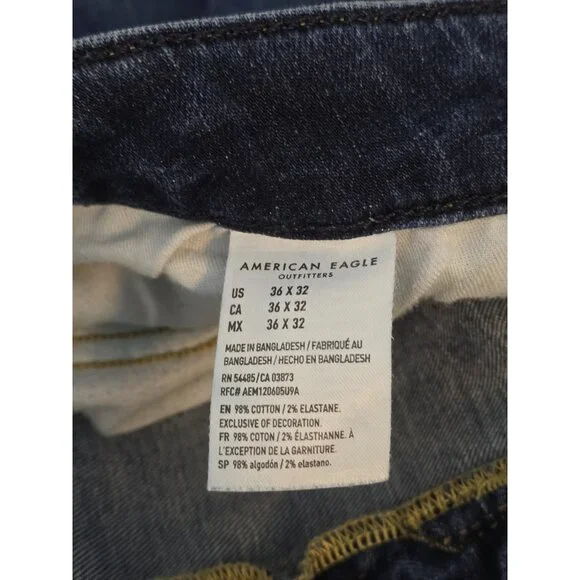 AMERICAN EAGLE
OUTFITTERS
US 36 X 32
CA 36 X 32
MX 36 X 32
MADE IN BANGLADESH / FABRIQUÉ AU
BANGLADESH / HECHO EN BANGLADESH
RN 54485/CA 03873
RFC# AEM120605U9A
EN 98% COTTON / 2% ELASTANE.
EXCLUSIVE OF DECORATION.
FR 98% COTON / 2% ÉLASTHANNE. À
L'EXCEPTION DE LA GARNITURE.
SP 98% algodón / 2% elastano.